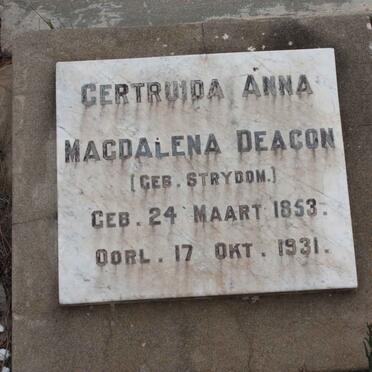 GERTRUIDA ANNA
MAGDALENA DEACON
(GEB. STRYDOM.)
GEB. 24 MAART 1853.
OORL. 17 OKT. 1931.